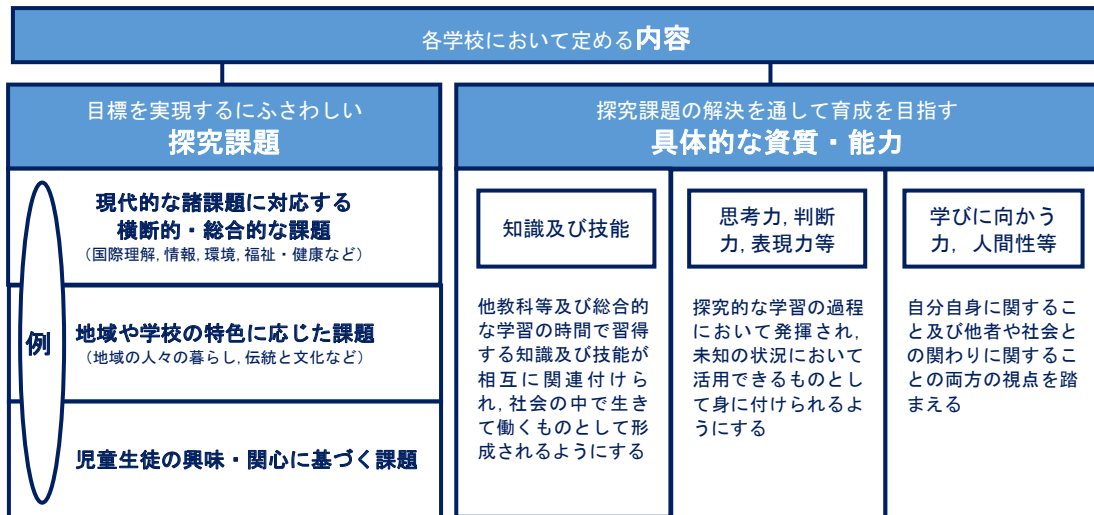 各学校において定める内容
目標を実現するにふさわしい
探究課題
例
現代的な諸課題に対応する
横断的・総合的な課題
（国際理解,情報,環境,福祉・健康など）
地域や学校の特色に応じた課題
（地域の人々の暮らし,伝統と文化など）
児童生徒の興味・関心に基づく課題
探究課題の解決を通して育成を目指す
具体的な資質・能力
知識及び技能
他教科等及び総合的
な学習の時間で習得
する知識及び技能が
相互に関連付けら
れ,社会の中で生き
て働くものとして形
成されるようにする
思考力,判断
力,表現力等
探究的な学習の過程
において発揮され,
未知の状況において
活用できるものとし
て身に付けられるよ
うにする
学びに向かう
力，人間性等
自分自身に関するこ
と及び他者や社会と
の関わりに関するこ
との両方の視点を踏
まえる